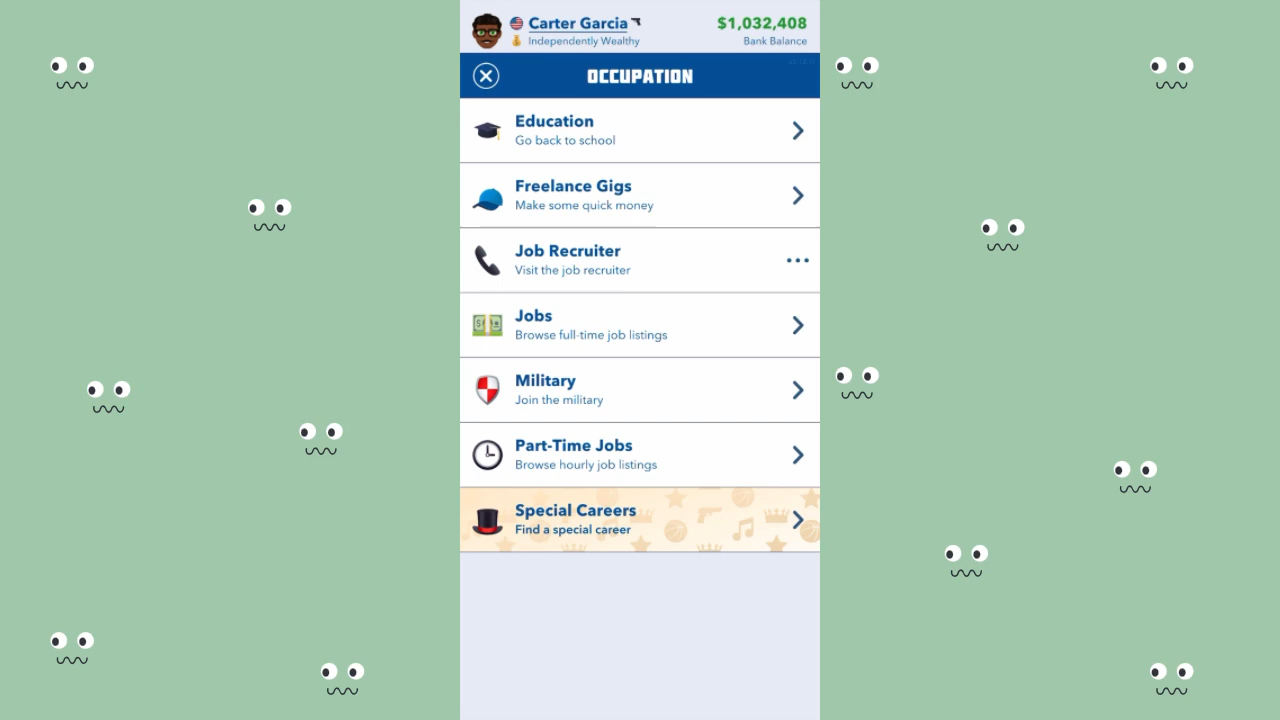 Carter Garcia
$1,032,408
Independently Wealthy
Bank Balance
OCCUPATION
Education
Go back to school
Freelance Gigs
Make some quick money
Job Recruiter
Visit the job recruiter
Jobs
Browse full-time job listings
Military
Join the military
Part-Time Jobs
Browse hourly job listings
Special Careers
Find a special career